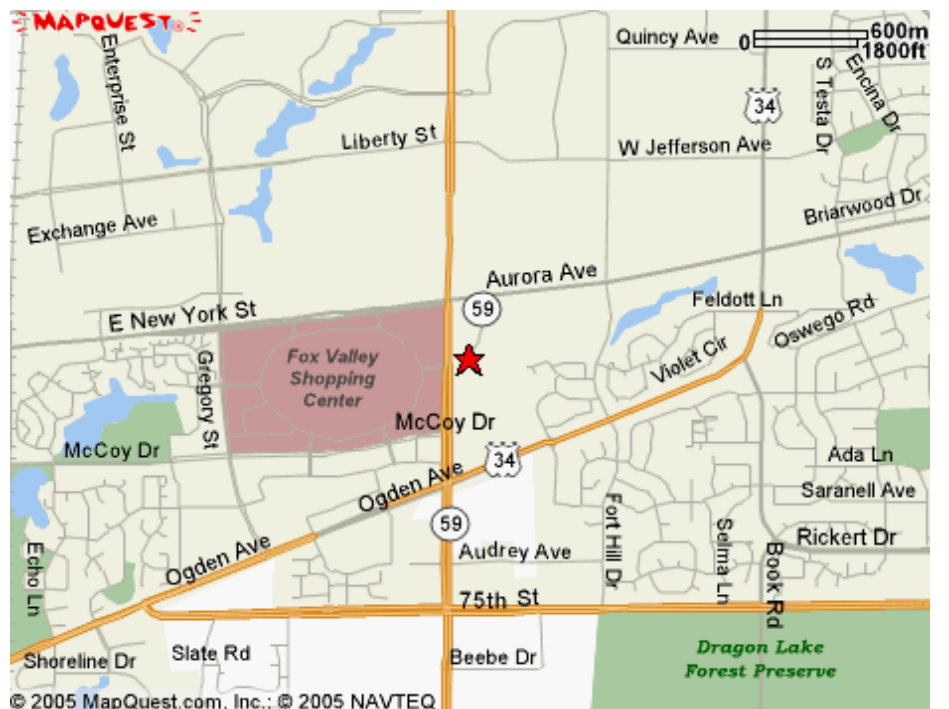 MAPQUEST®
Quincy Ave
0
600m
1800ft
Enterprise St
S Testa Dr
Encina Dr
34
Liberty St
W Jefferson Ave
Exchange Ave
Briarwood Dr
Aurora Ave
E New York St
59
Feldott Ln
Oswego Rd
Gregory St
Fox Valley
Shopping
Center
Violet Cir
McCoy Dr
McCoy Dr
Ogden Ave
34
Ada Ln
Saranell Ave
59
Fort Hill Dr
Selma Ln
Book Rd
Rickert Dr
Echo Ln
Ogden Ave
Audrey Ave
75th St
Shoreline Dr
Slate Rd
Beebe Dr
Dragon Lake
Forest Preserve
© 2005 MapQuest.com, Inc.; © 2005 NAVTEQ